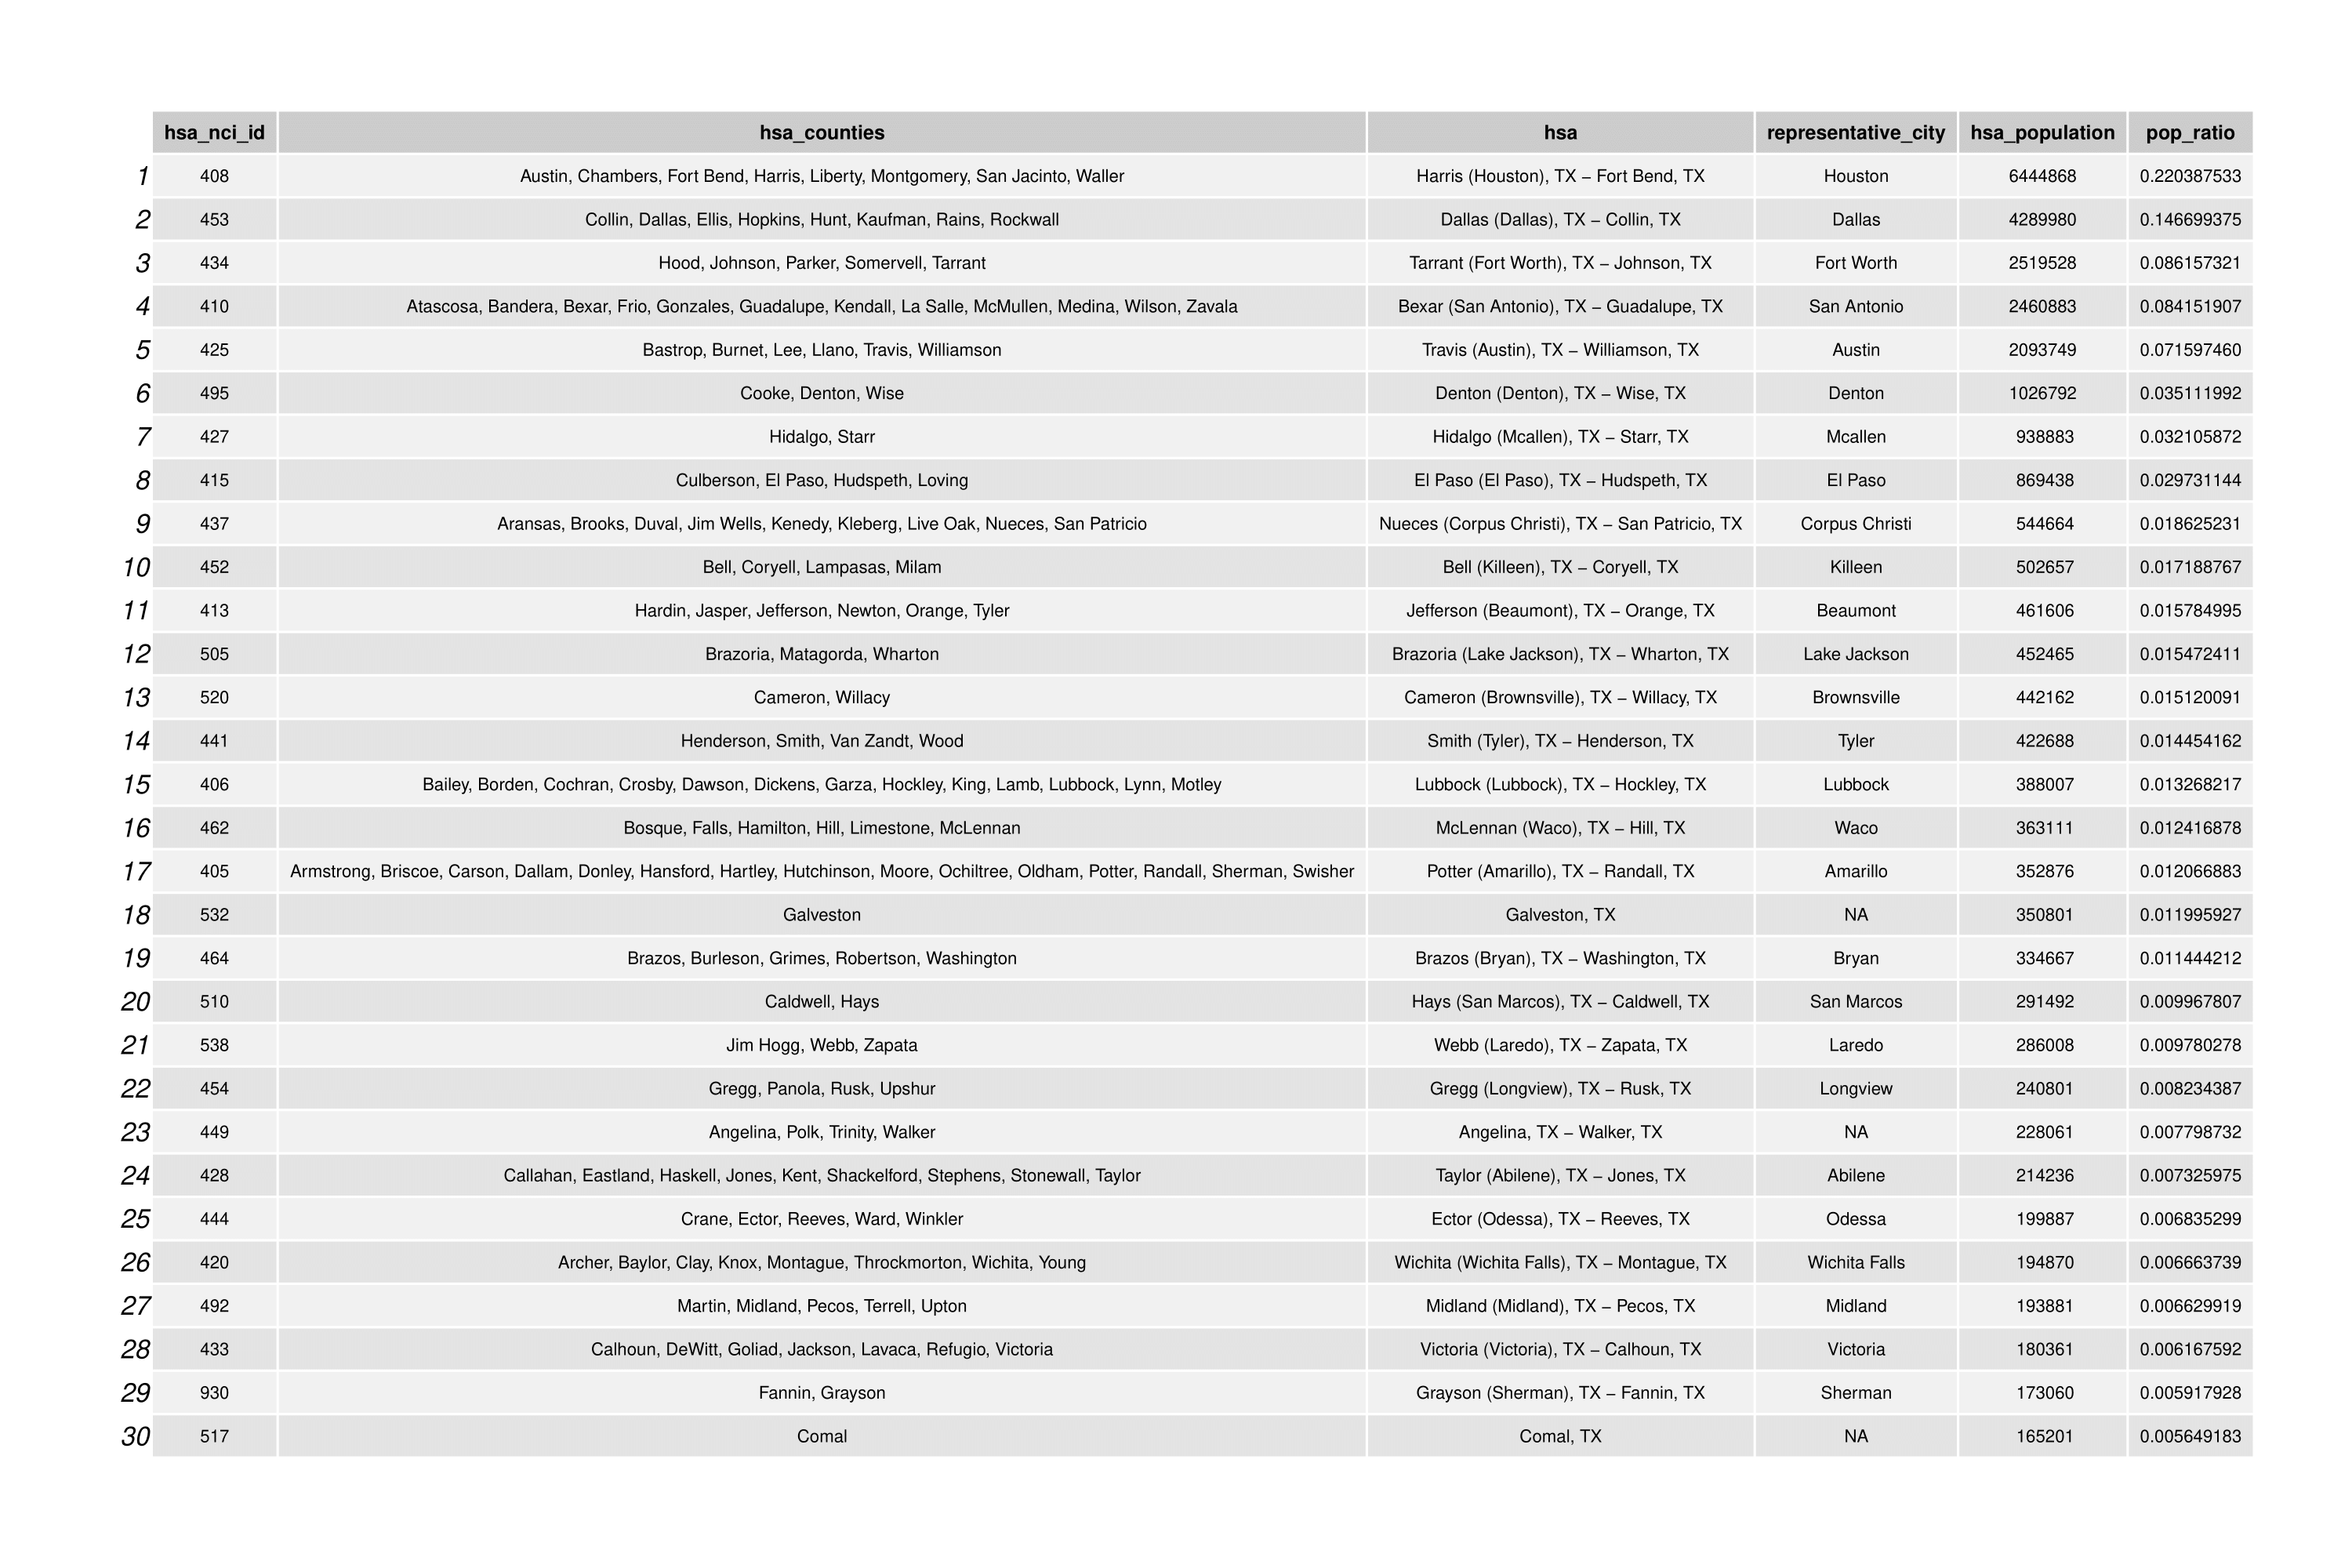 hsa_nci_id hsa_counties hsa representative_city hsa_population pop_ratio
1 408 Austin, Chambers, Fort Bend, Harris, Liberty, Montgomery, San Jacinto, Waller Harris (Houston), TX – Fort Bend, TX Houston 6444868 0.220387533
2 453 Collin, Dallas, Ellis, Hopkins, Hunt, Kaufman, Rains, Rockwall Dallas (Dallas), TX – Collin, TX Dallas 4289980 0.146699375
3 434 Hood, Johnson, Parker, Somervell, Tarrant Tarrant (Fort Worth), TX – Johnson, TX Fort Worth 2519528 0.086157321
4 410 Atascosa, Bandera, Bexar, Frio, Gonzales, Guadalupe, Kendall, La Salle, McMullen, Medina, Wilson, Zavala Bexar (San Antonio), TX – Guadalupe, TX San Antonio 2460883 0.084151907
5 425 Bastrop, Burnet, Lee, Llano, Travis, Williamson Travis (Austin), TX – Williamson, TX Austin 2093749 0.071597460
6 495 Cooke, Denton, Wise Denton (Denton), TX – Wise, TX Denton 1026792 0.035111992
7 427 Hidalgo, Starr Hidalgo (Mcallen), TX – Starr, TX Mcallen 938883 0.032105872
8 415 Culberson, El Paso, Hudspeth, Loving El Paso (El Paso), TX – Hudspeth, TX El Paso 869438 0.029731144
9 437 Aransas, Brooks, Duval, Jim Wells, Kenedy, Kleberg, Live Oak, Nueces, San Patricio Nueces (Corpus Christi), TX – San Patricio, TX Corpus Christi 544664 0.018625231
10 452 Bell, Coryell, Lampasas, Milam Bell (Killeen), TX – Coryell, TX Killeen 502657 0.017188767
11 413 Hardin, Jasper, Jefferson, Newton, Orange, Tyler Jefferson (Beaumont), TX – Orange, TX Beaumont 461606 0.015784995
12 505 Brazoria, Matagorda, Wharton Brazoria (Lake Jackson), TX – Wharton, TX Lake Jackson 452465 0.015472411
13 520 Cameron, Willacy Cameron (Brownsville), TX – Willacy, TX Brownsville 442162 0.015120091
14 441 Henderson, Smith, Van Zandt, Wood Smith (Tyler), TX – Henderson, TX Tyler 422688 0.014454162
15 406 Bailey, Borden, Cochran, Crosby, Dawson, Dickens, Garza, Hockley, King, Lamb, Lubbock, Lynn, Motley Lubbock (Lubbock), TX – Hockley, TX Lubbock 388007 0.013268217
16 462 Bosque, Falls, Hamilton, Hill, Limestone, McLennan McLennan (Waco), TX – Hill, TX Waco 363111 0.012416878
17 405 Armstrong, Briscoe, Carson, Dallam, Donley, Hansford, Hartley, Hutchinson, Moore, Ochiltree, Oldham, Potter, Randall, Sherman, Swisher Potter (Amarillo), TX – Randall, TX Amarillo 352876 0.012066883
18 532 Galveston Galveston, TX NA 350801 0.011995927
19 464 Brazos, Burleson, Grimes, Robertson, Washington Brazos (Bryan), TX – Washington, TX Bryan 334667 0.011444212
20 510 Caldwell, Hays Hays (San Marcos), TX – Caldwell, TX San Marcos 291492 0.009967807
21 538 Jim Hogg, Webb, Zapata Webb (Laredo), TX – Zapata, TX Laredo 286008 0.009780278
22 454 Gregg, Panola, Rusk, Upshur Gregg (Longview), TX – Rusk, TX Longview 240801 0.008234387
23 449 Angelina, Polk, Trinity, Walker Angelina, TX – Walker, TX NA 228061 0.007798732
24 428 Callahan, Eastland, Haskell, Jones, Kent, Shackelford, Stephens, Stonewall, Taylor Taylor (Abilene), TX – Jones, TX Abilene 214236 0.007325975
25 444 Crane, Ector, Reeves, Ward, Winkler Ector (Odessa), TX – Reeves, TX Odessa 199887 0.006835299
26 420 Archer, Baylor, Clay, Knox, Montague, Throckmorton, Wichita, Young Wichita (Wichita Falls), TX – Montague, TX Wichita Falls 194870 0.006663739
27 492 Martin, Midland, Pecos, Terrell, Upton Midland (Midland), TX – Pecos, TX Midland 193881 0.006629919
28 433 Calhoun, DeWitt, Goliad, Jackson, Lavaca, Refugio, Victoria Victoria (Victoria), TX – Calhoun, TX Victoria 180361 0.006167592
29 930 Fannin, Grayson Grayson (Sherman), TX – Fannin, TX Sherman 173060 0.005917928
30 517 Comal Comal, TX NA 165201 0.005649183